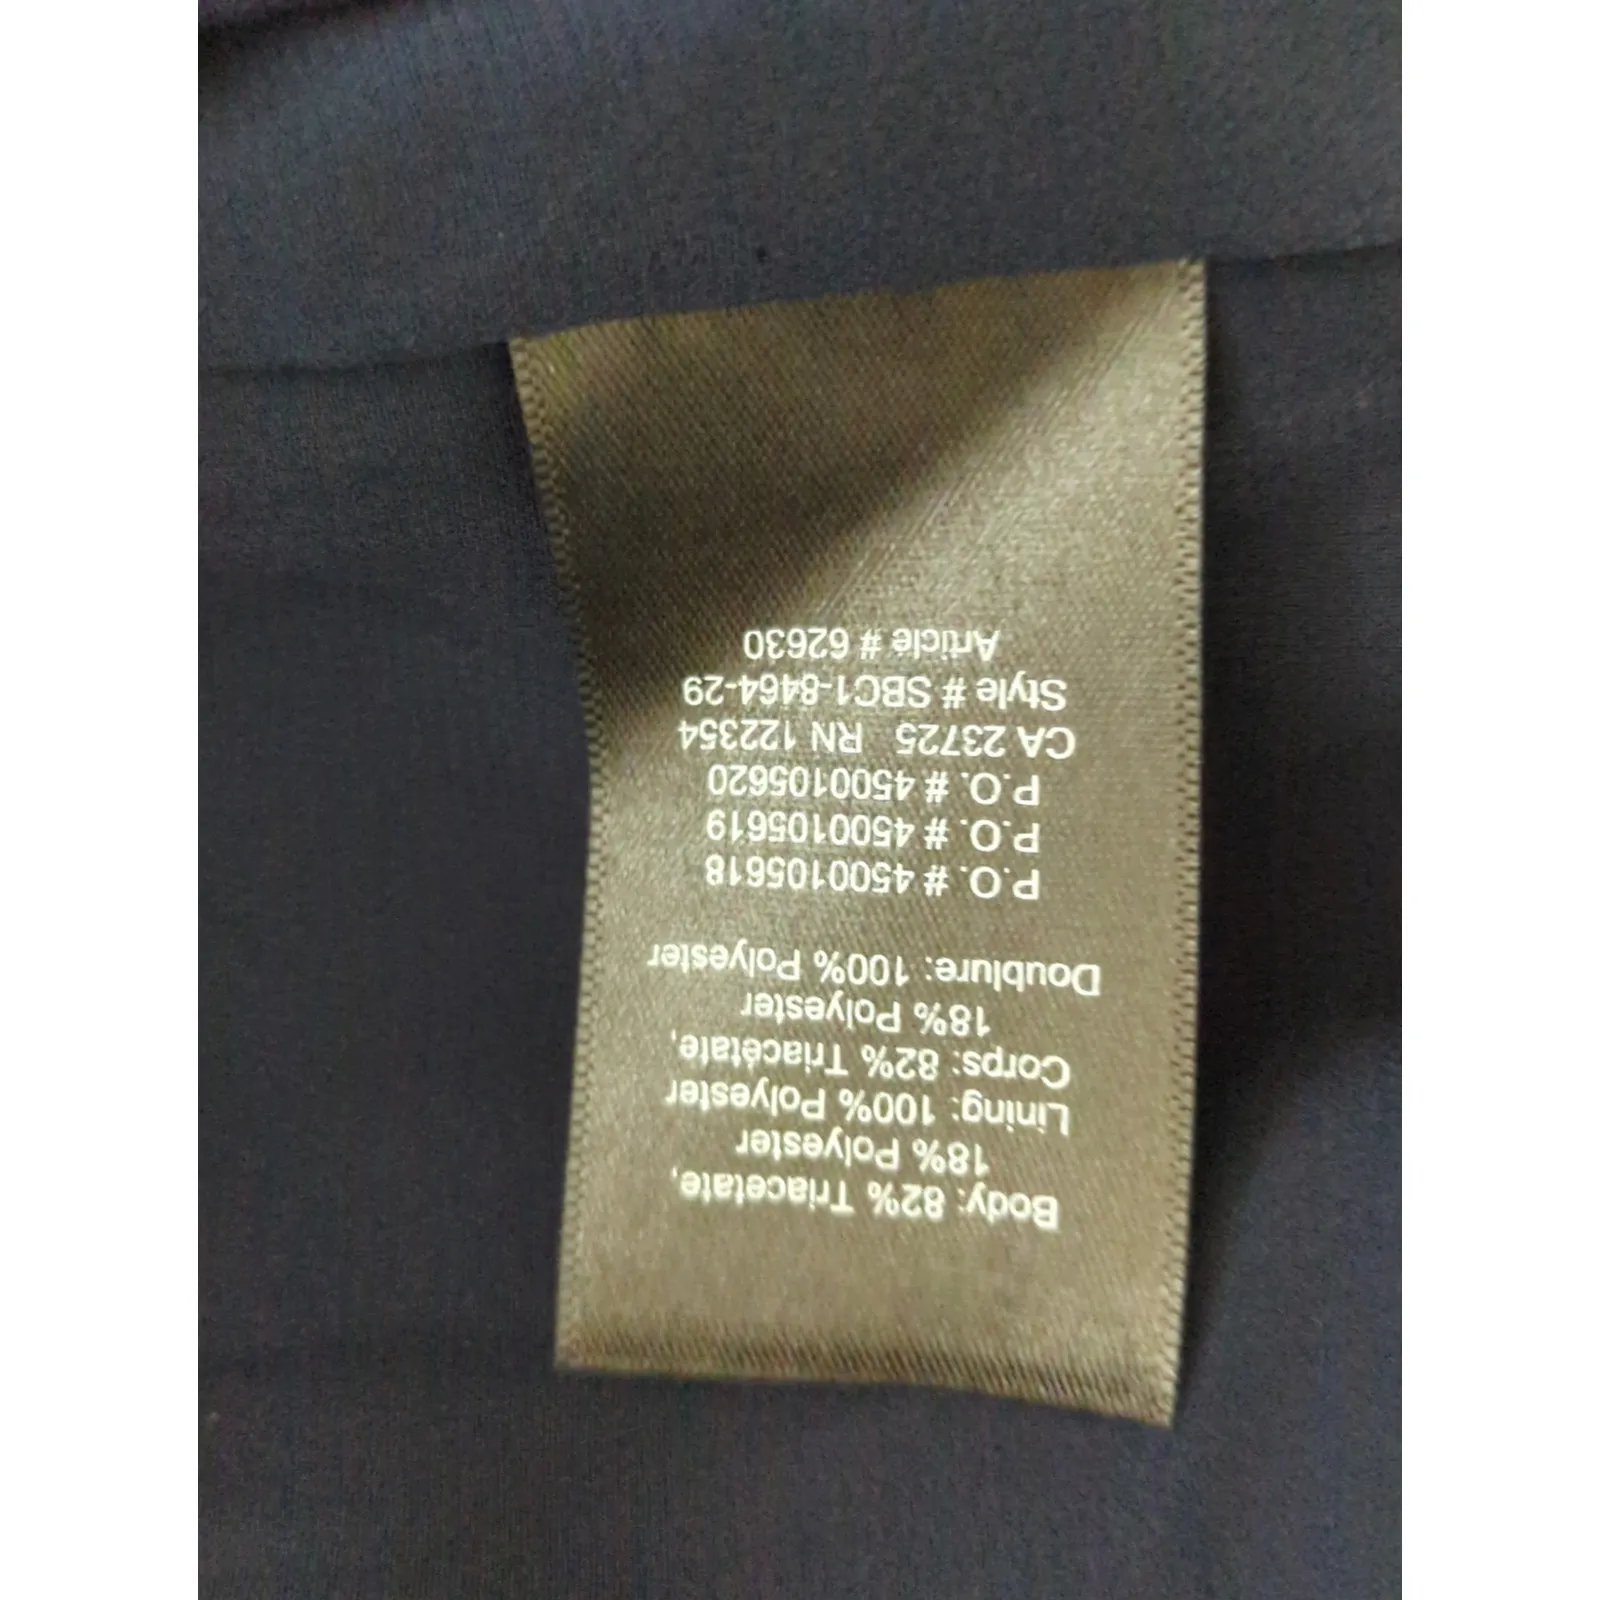 Body: 82% Triacetate,
18% Polyester
Lining: 100% Polyester
Corps: 82% Triacétate,
18% Polyester
Doublure: 100% Polyester
P.O. # 4500105618
P.O. # 4500105619
P.O. # 4500105620
CA 23725 RN 122354
Style # SBC1-8464-29
Article # 62630